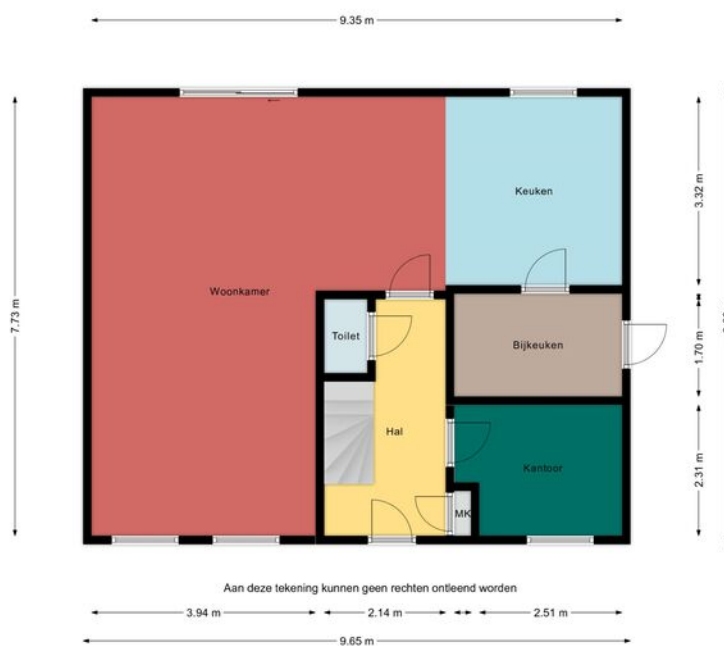 9.35 m
Keuken
3.32 m
Woonkamer
7.73 m
Toilet
Bijkeuken
1.70 m
Hal
Kantoor
2.31 m
MK
Aan deze tekening kunnen geen rechten ontleend worden
3.94 m
2.14 m
2.51 m
9.65 m